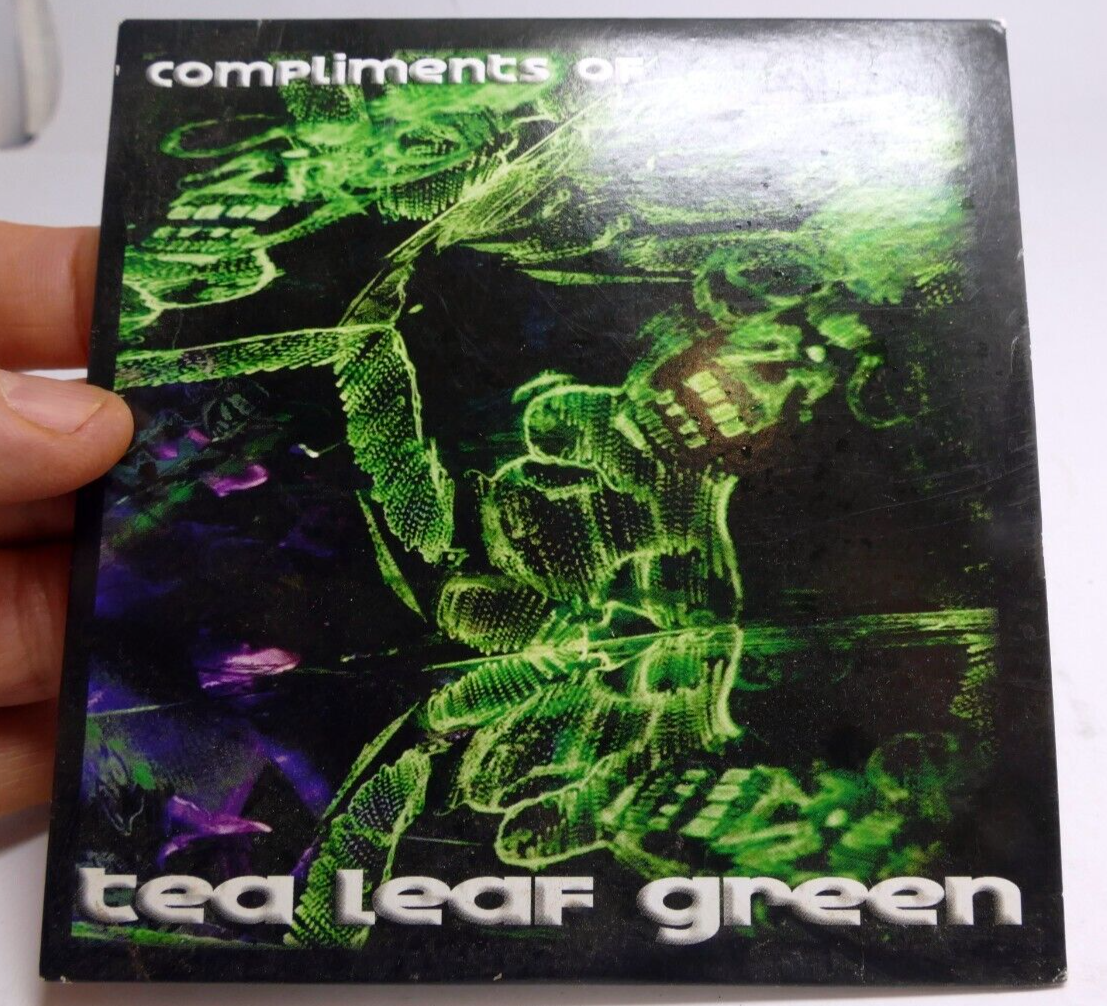 compliments of
tea leaf green